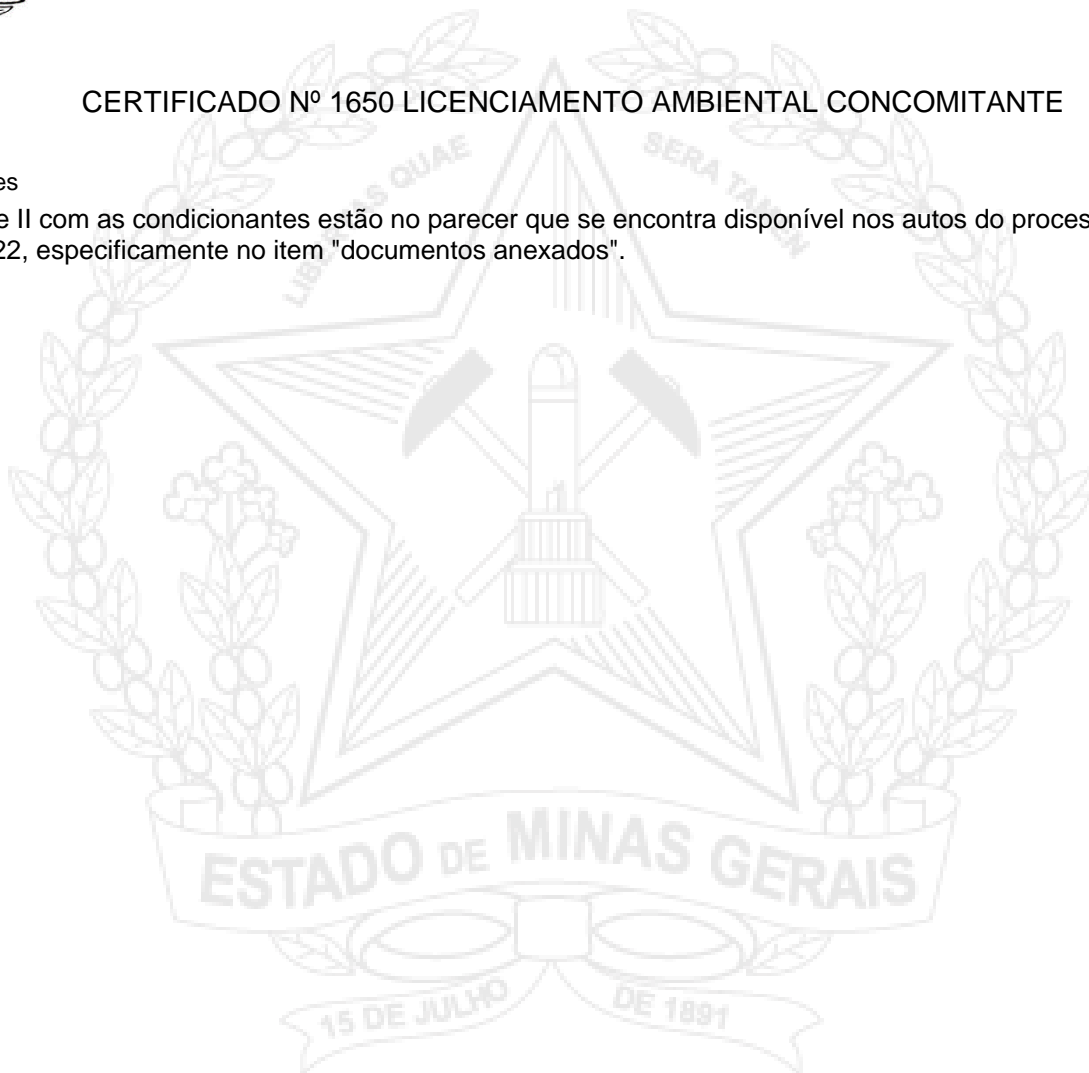 CERTIFICADO Nº 1650 LICENCIAMENTO AMBIENTAL CONCOMITANTE
es
e II com as condicionantes estão no parecer que se encontra disponível nos autos do proces
22, especificamente no item "documentos anexados".
LIBERTAS QUAE SERA TAMEN
ESTADO DE MINAS GERAIS
15 DE JULHO DE 1891